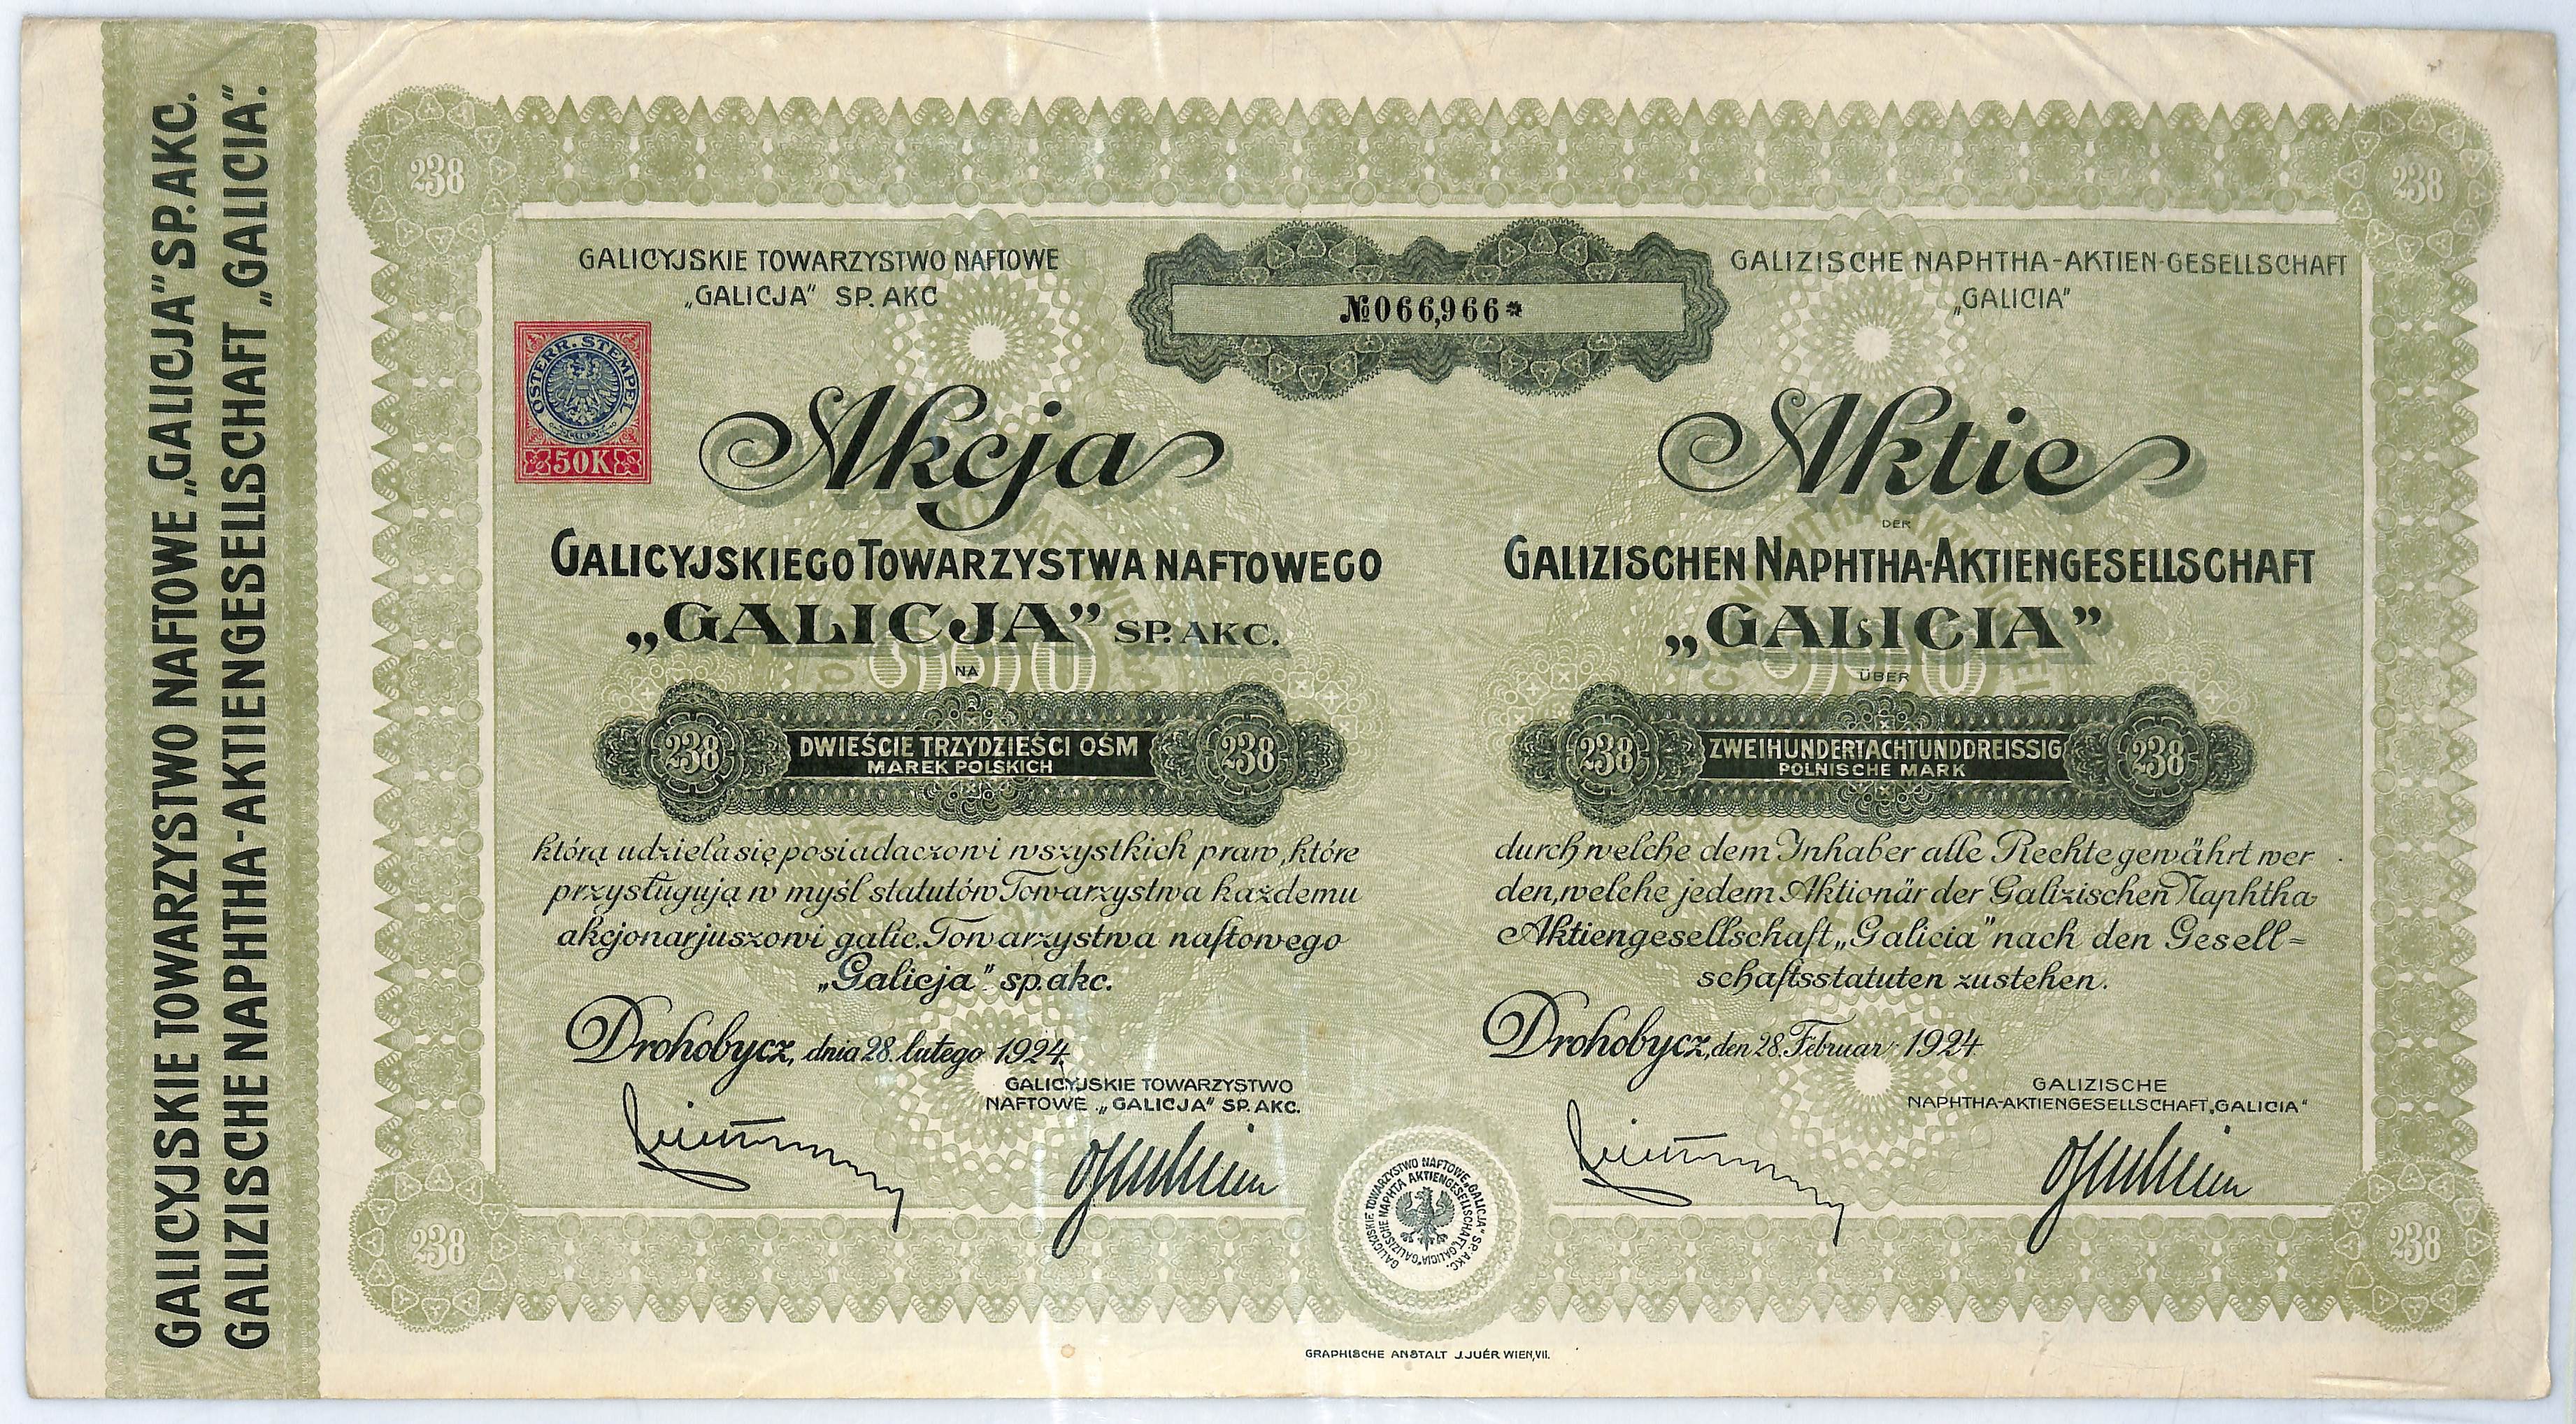 GALICYJSKIE TOWARZYSTWO NAFTOWE „GALICJA" SP. AKC.
GALIZISCHE NAPHTHA-AKTIENGESELLSCHAFT „GALICIA".
238
238
GALICYJSKIE TOWARZYSTWO NAFTOWE
„GALICJA" SP. AKC
№066,966*
GALIZISCHE NAPHTHA-AKTIEN-GESELLSCHAFT
„GALICIA"
ÖSTERR. STEMPEL
50K
Akcja
GALICYJSKIEGO TOWARZYSTWA NAFTOWEGO
„GALICJA" SP. AKC.
NA
238
DWIEŚCIE TRZYDZIEŚCI OŚM
MAREK POLSKICH
238
którą udziela się posiadaczowi wszystkich praw, które
przysługują w myśl statutów Towarzystwa każdemu
akcjonarjuszowi galic. Towarzystwa naftowego
„Galicja" sp. akc.
Drohobycz, dnia 28. lutego 1924.
GALICYJSKIE TOWARZYSTWO
NAFTOWE „GALICJA" SP. AKC.
Aktie
DER
GALIZISCHEN NAPHTHA-AKTIENGESELLSCHAFT
„GALICIA"
ÜBER
238
ZWEIHUNDERTACHTUNDDREISSIG
POLNISCHE MARK
238
durch welche dem Inhaber alle Rechte gewährt wer
den, welche jedem Aktionär der Galizischen Naphtha
Aktiengesellschaft „Galicia" nach den Gesell=
schaftsstatuten zustehen.
Drohobycz, den 28. Februar 1924.
GALIZISCHE
NAPHTHA-AKTIENGESELLSCHAFT „GALICIA"
GALICYJSKIE TOWARZYSTWO NAFTOWE „GALICJA" SP. AKC.
GALIZISCHE NAPHTA AKTIENGESELLSCHAFT „GALICIA"
238
238
GRAPHISCHE ANSTALT J. JUÉR WIEN, VII.